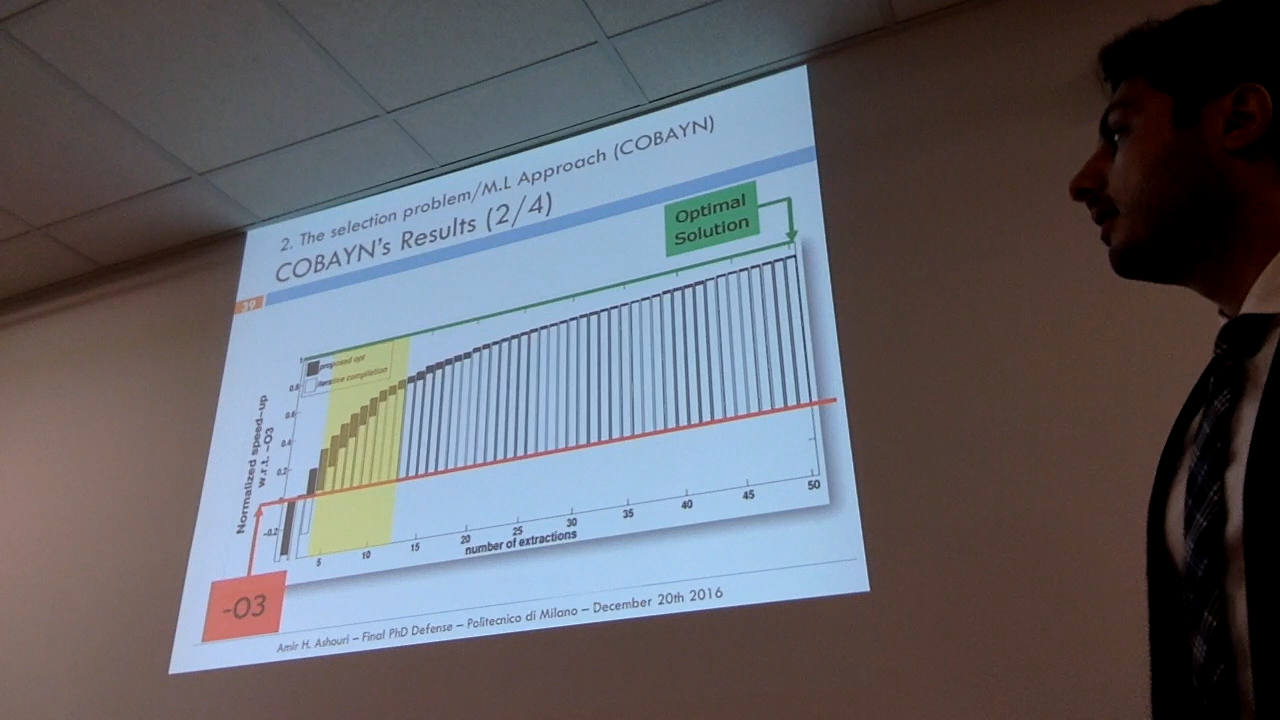 2. The selection problem/M.L Approach (COBAYN)
COBAYN's Results (2/4)
39
Optimal
Solution
proposed opt
iterative compilation
Normalized speed-up
w.r.t. -O3
1
0.8
0.6
0.4
0.2
-0.2
5 10 15 20 25 30 35 40 45 50
number of extractions
-O3
Amir H. Ashouri – Final PhD Defense – Politecnico di Milano – December 20th 2016